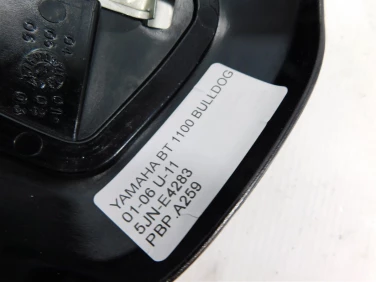 YAMAHA BT 1100 BULLDOG
01-06 U-11
5JN-E4283
PBP .A259